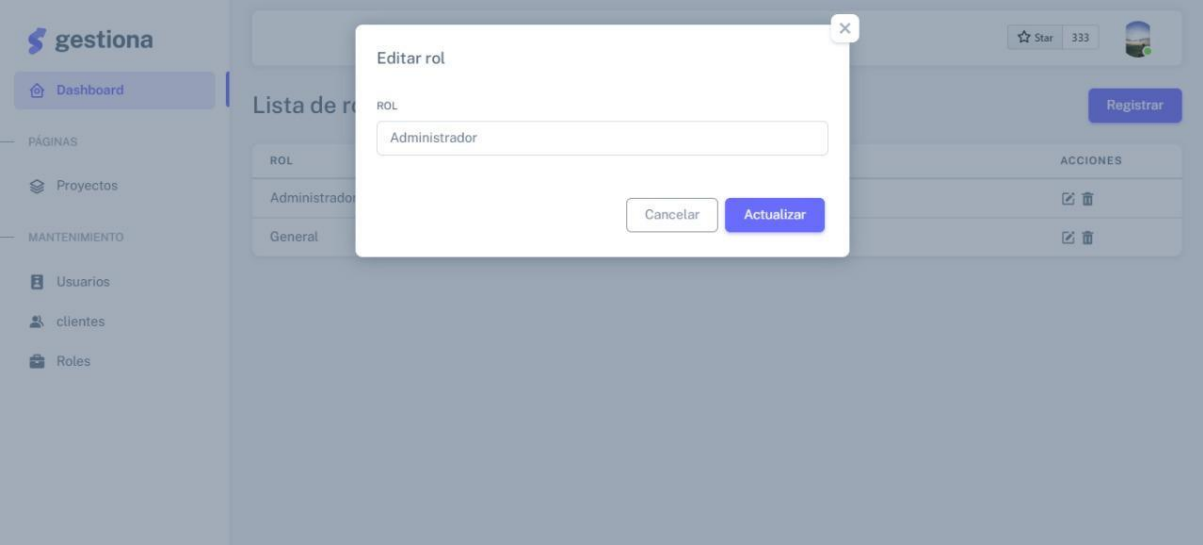 gestiona
Dashboard
PÁGINAS
Proyectos
MANTENIMIENTO
Usuarios
clientes
Roles
Star 333
Lista de
Registrar
ROL ACCIONES
Administrador
General
Editar rol
ROL
Administrador
Cancelar Actualizar